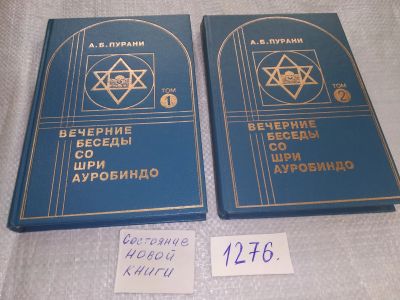 А.Б.ПУРАНИ
ТОМ 1
ВЕЧЕРНИЕ
БЕСЕДЫ
СО
ШРИ
АУРОБИНДО
А.Б.ПУРАНИ
ТОМ 2
ВЕЧЕРНИЕ
БЕСЕДЫ
СО
ШРИ
АУРОБИНДО
Состояние
новой
книги
1276.